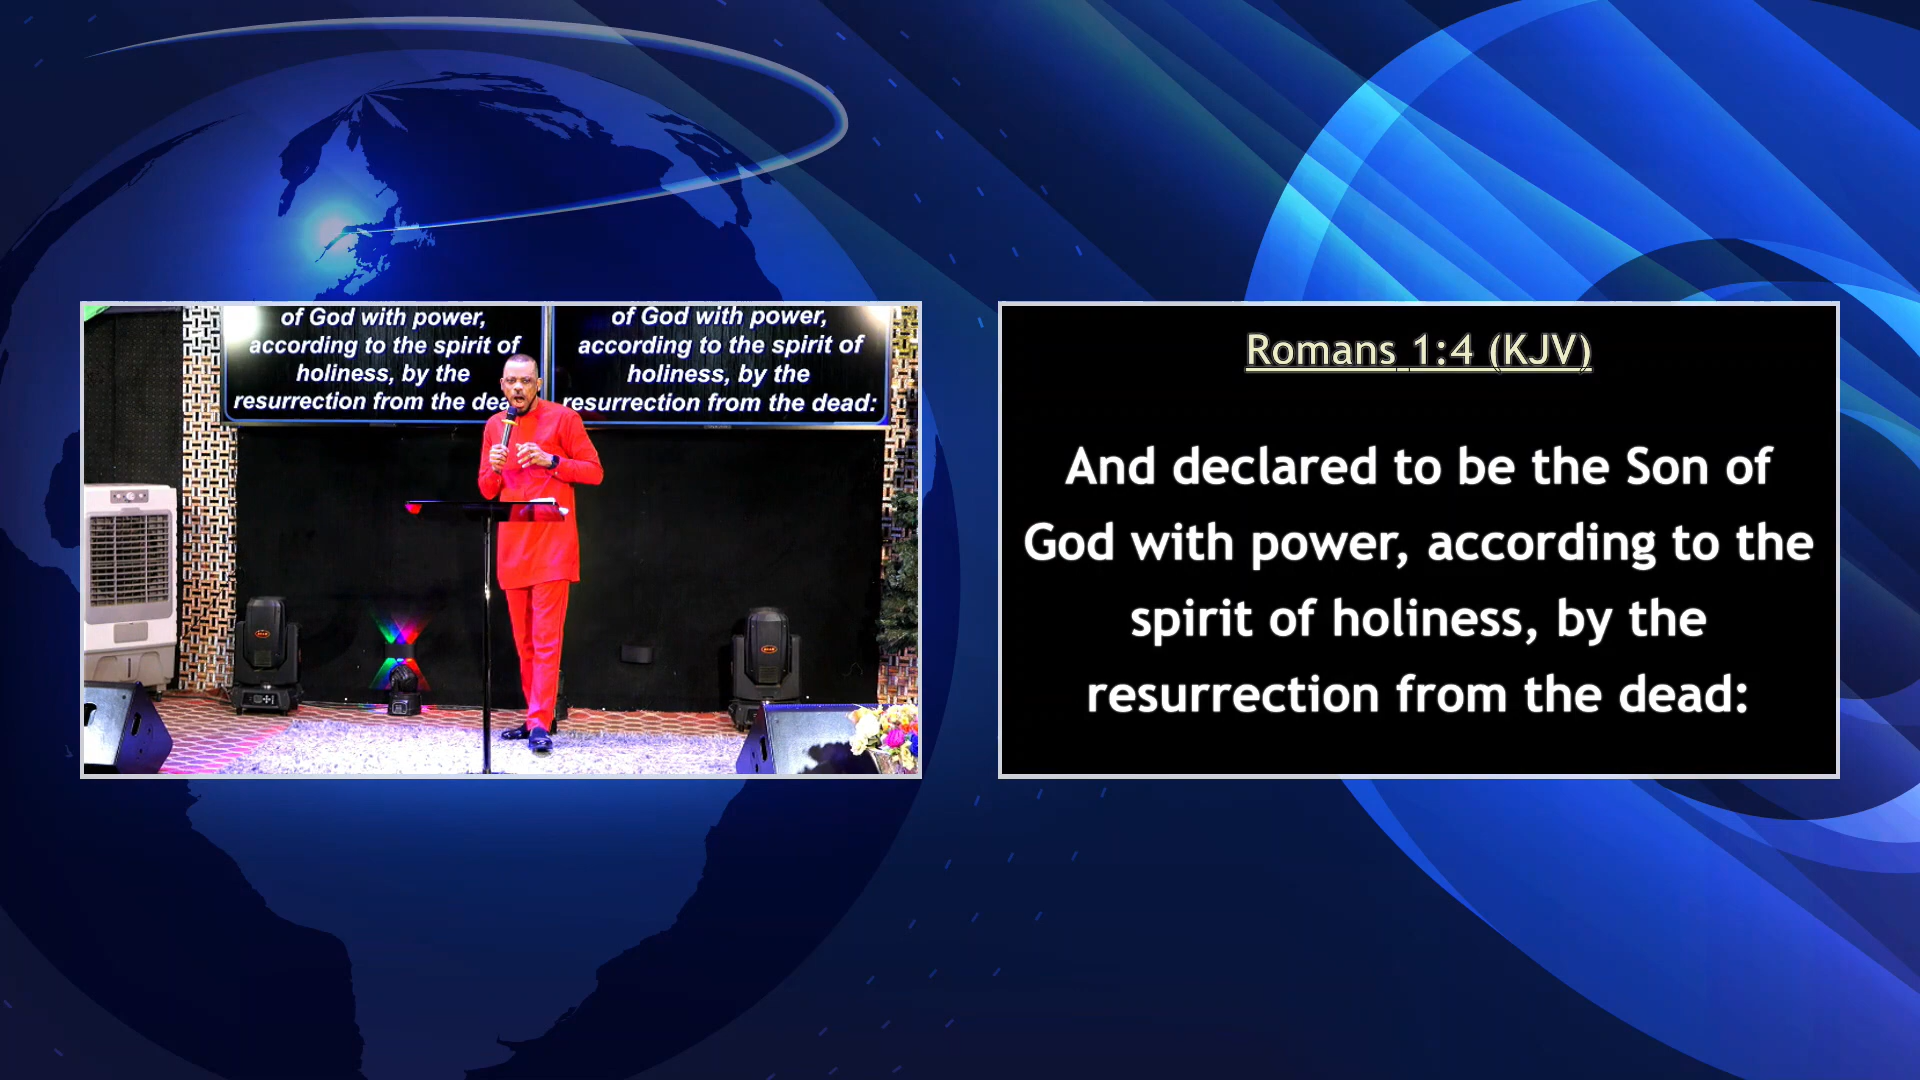 of God with power,
according to the spirit of
holiness, by the
resurrection from the dea
of God with power,
according to the spirit of
holiness, by the
resurrection from the dead:
Romans 1:4 (KJV)
And declared to be the Son of
God with power, according to the
spirit of holiness, by the
resurrection from the dead: